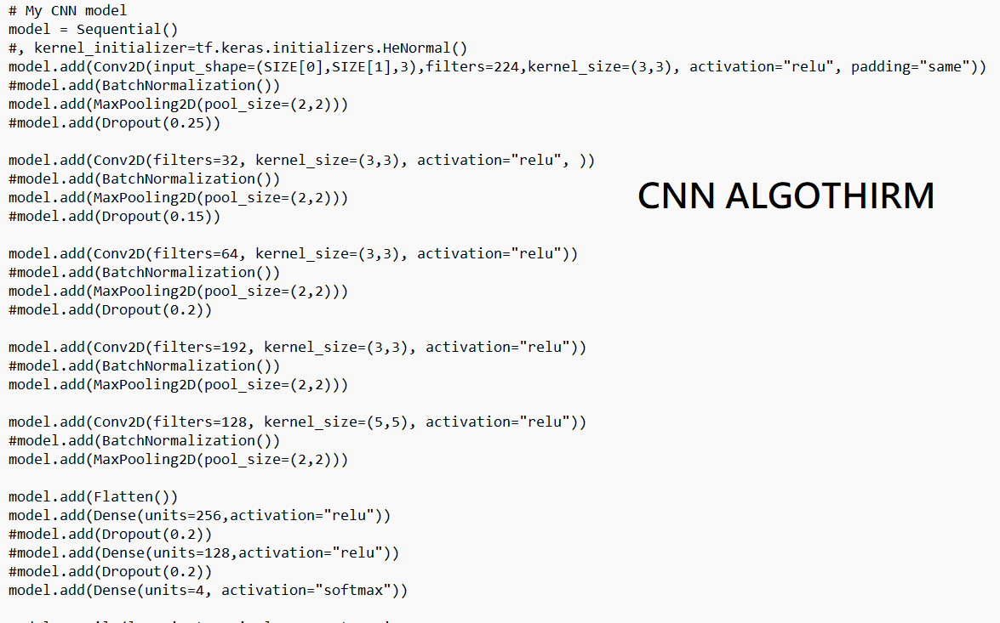 # My CNN model
model = Sequential()
#, kernel_initializer=tf.keras.initializers.HeNormal()
model.add(Conv2D(input_shape=(SIZE[0],SIZE[1],3),filters=224,kernel_size=(3,3), activation="relu", padding="same"))
#model.add(BatchNormalization())
model.add(MaxPooling2D(pool_size=(2,2)))
#model.add(Dropout(0.25))
model.add(Conv2D(filters=32, kernel_size=(3,3), activation="relu", ))
#model.add(BatchNormalization())
model.add(MaxPooling2D(pool_size=(2,2)))
#model.add(Dropout(0.15))
CNN ALGOTHIRM
model.add(Conv2D(filters=64, kernel_size=(3,3), activation="relu"))
#model.add(BatchNormalization())
model.add(MaxPooling2D(pool_size=(2,2)))
#model.add(Dropout(0.2))
model.add(Conv2D(filters=192, kernel_size=(3,3), activation="relu"))
#model.add(BatchNormalization())
model.add(MaxPooling2D(pool_size=(2,2)))
model.add(Conv2D(filters=128, kernel_size=(5,5), activation="relu"))
#model.add(BatchNormalization())
model.add(MaxPooling2D(pool_size=(2,2)))
model.add(Flatten())
model.add(Dense(units=256,activation="relu"))
#model.add(Dropout(0.2))
#model.add(Dense(units=128,activation="relu"))
#model.add(Dropout(0.2))
model.add(Dense(units=4, activation="softmax"))